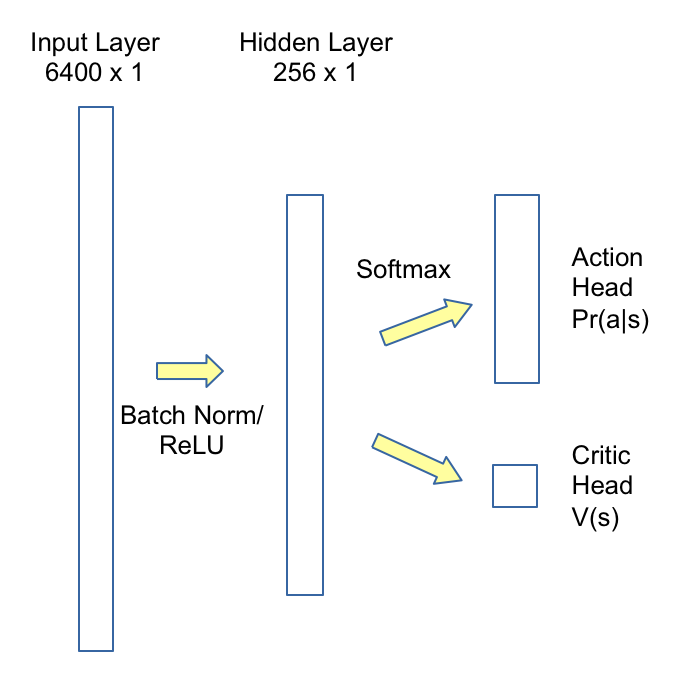 Input Layer
6400 x 1
Hidden Layer
256 x 1
Batch Norm/
ReLU
Softmax
Action
Head
Pr(a|s)
Critic
Head
V(s)